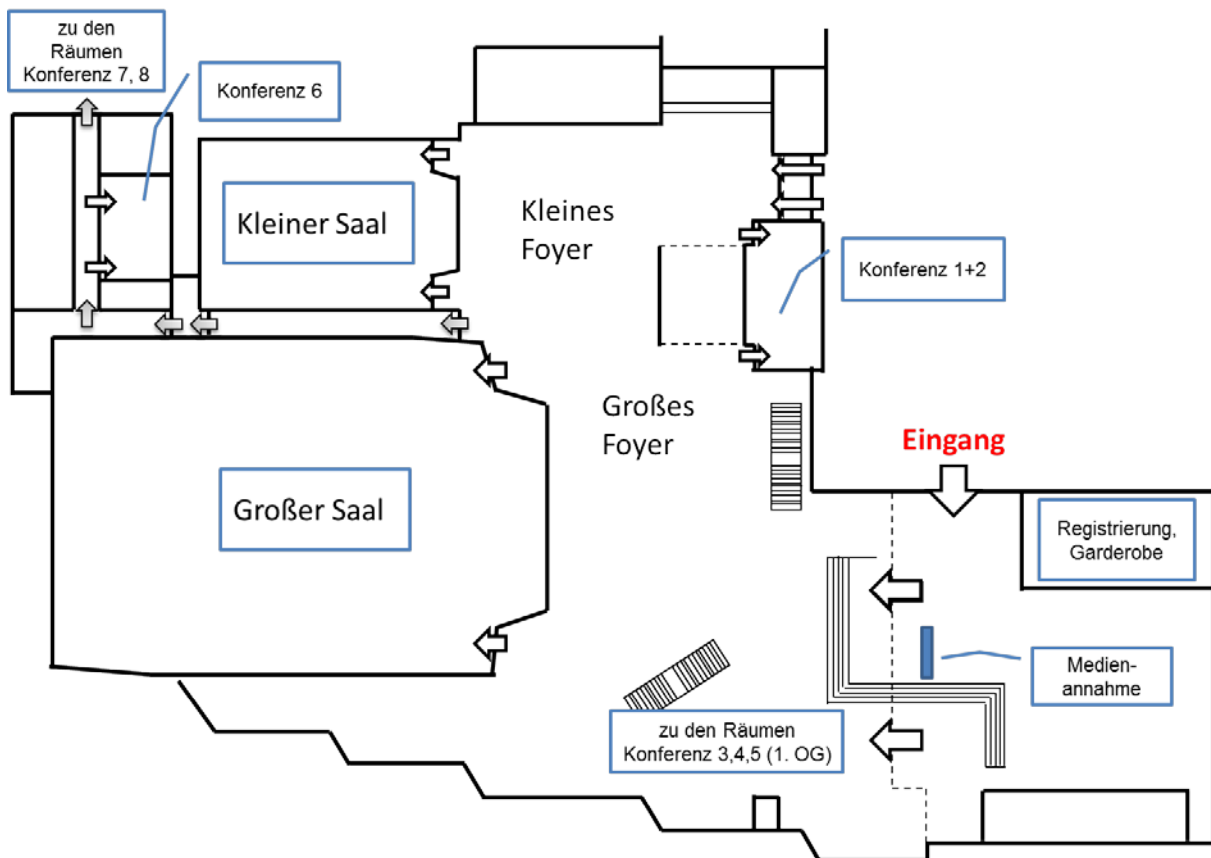 zu den
Räumen
Konferenz 7, 8
Konferenz 6
Kleiner Saal
Kleines
Foyer
Konferenz 1+2
Großes
Foyer
Eingang
Großer Saal
Registrierung,
Garderobe
Medien-
annahme
zu den Räumen
Konferenz 3,4,5 (1. OG)